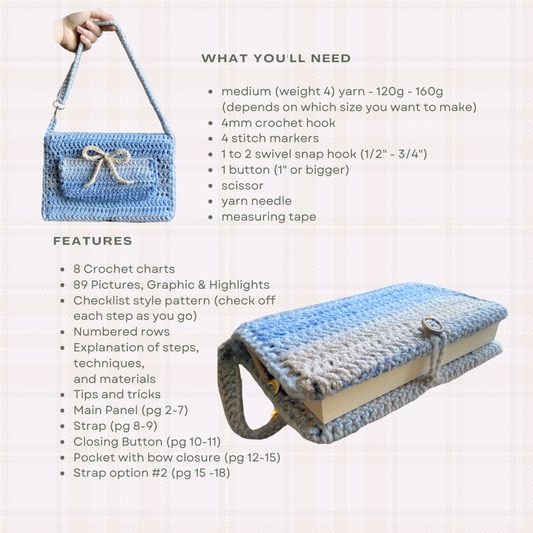 WHAT YOU'LL NEED
• medium (weight 4) yarn - 120g - 160g
(depends on which size you want to make)
• 4mm crochet hook
• 4 stitch markers
• 1 to 2 swivel snap hook (1/2" - 3/4")
• 1 button (1" or bigger)
• scissor
• yarn needle
• measuring tape
FEATURES
• 8 Crochet charts
• 89 Pictures, Graphic & Highlights
• Checklist style pattern (check off
each step as you go)
• Numbered rows
• Explanation of steps,
techniques,
and materials
• Tips and tricks
• Main Panel (pg 2-7)
• Strap (pg 8-9)
• Closing Button (pg 10-11)
• Pocket with bow closure (pg 12-15)
• Strap option #2 (pg 15 -18)